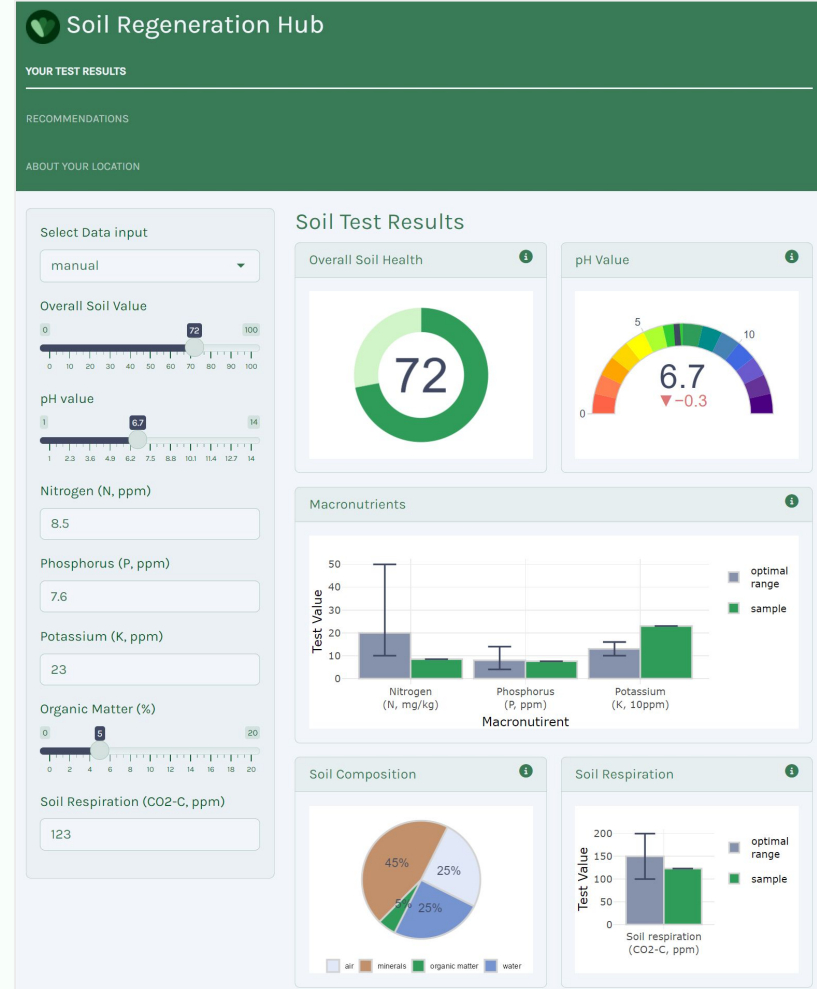 Soil Regeneration Hub
YOUR TEST RESULTS
RECOMMENDATIONS
ABOUT YOUR LOCATION
Select Data input
manual
Overall Soil Value
0 72 100
0 10 20 30 40 50 60 70 80 90 100
pH value
1 6.7 14
1 2.3 3.6 4.9 6.2 7.5 8.8 10.1 11.4 12.7 14
Nitrogen (N, ppm)
8.5
Phosphorus (P, ppm)
7.6
Potassium (K, ppm)
23
Organic Matter (%)
0 5 20
0 2 4 6 8 10 12 14 16 18 20
Soil Respiration (CO2-C, ppm)
123
Soil Test Results
Overall Soil Health
72
pH Value
5
10
0
6.7
▼−0.3
Macronutrients
50
40
30
20
10
0
Test Value
Nitrogen
(N, mg/kg)
Phosphorus
(P, ppm)
Potassium
(K, 10ppm)
Macronutirent
optimal
range
sample
Soil Composition
45%
25%
5%
25%
air minerals organic matter water
Soil Respiration
200
150
100
50
0
Test Value
Soil respiration
(CO2-C, ppm)
optimal
range
sample